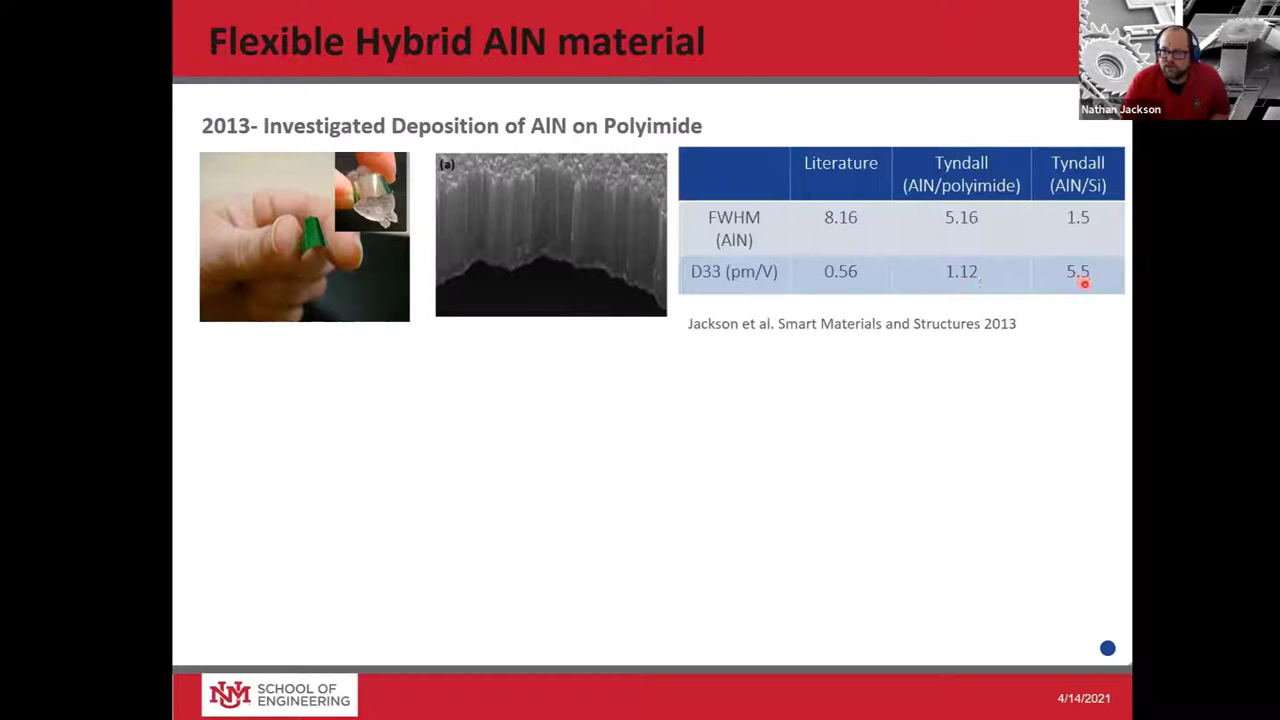 Flexible Hybrid AlN material
Nathan Jackson
2013- Investigated Deposition of AlN on Polyimide
(a)
Literature
Tyndall
(AlN/polyimide)
Tyndall
(AlN/Si)
FWHM
(AlN)
8.16
5.16
1.5
D33 (pm/V)
0.56
1.12
5.5
Jackson et al. Smart Materials and Structures 2013
UNM
SCHOOL OF
ENGINEERING
4/14/2021